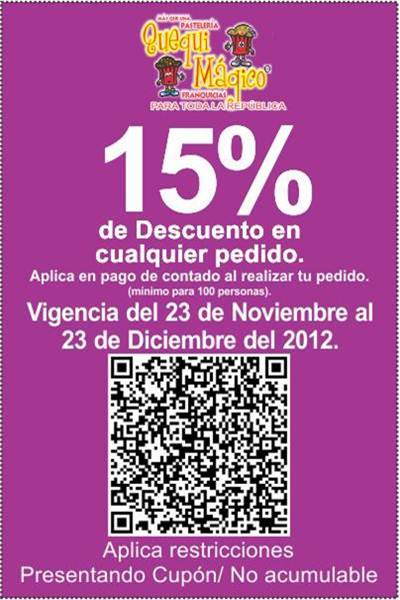 MÁS QUE UNA
PASTELERÍA
Quequi
Mágico
FRANQUICIAS
PARA TODA LA REPÚBLICA
15%
de Descuento en
cualquier pedido.
Aplica en pago de contado al realizar tu pedido.
(mínimo para 100 personas).
Vigencia del 23 de Noviembre al
23 de Diciembre del 2012.
Aplica restricciones
Presentando Cupón/ No acumulable